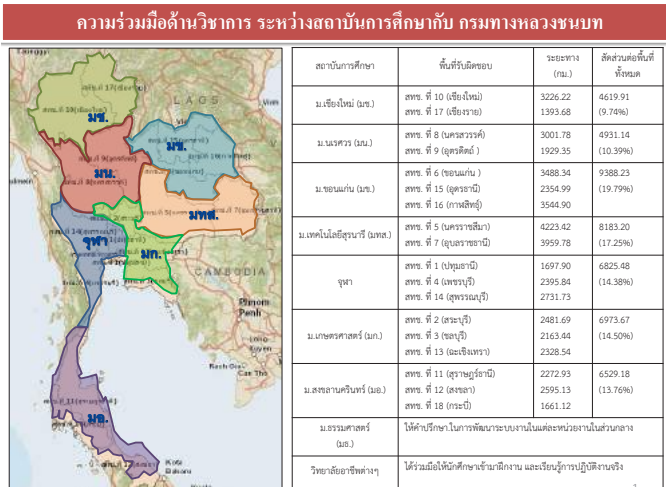 ความร่วมมือด้านวิชาการ ระหว่างสถาบันการศึกษากับ กรมทางหลวงชนบท
LAOS
มช.
มข.
มน.
มทส.
จุฬา
มก.
CAMBODIA
Phnom
Penh
Can Tho
มอ.
Kota
สถาบันการศึกษา พื้นที่รับผิดชอบ ระยะทาง (กม.) สัดส่วนต่อพื้นที่ทั้งหมด
ม.เชียงใหม่ (มช.) สทช. ที่ 10 (เชียงใหม่) 3226.22 4619.91
สทช. ที่ 17 (เชียงราย) 1393.68 (9.74%)
ม.นเรศวร (มน.) สทช. ที่ 8 (นครสวรรค์) 3001.78 4931.14
สทช. ที่ 9 (อุตรดิตถ์ ) 1929.35 (10.39%)
ม.ขอนแก่น (มข.) สทช. ที่ 6 (ขอนแก่น ) 3488.34 9388.23
สทช. ที่ 15 (อุดรธานี) 2354.99 (19.79%)
สทช. ที่ 16 (กาฬสินธุ์) 3544.90
ม.เทคโนโลยีสุรนารี (มทส.) สทช. ที่ 5 (นครราชสีมา) 4223.42 8183.20
สทช. ที่ 7 (อุบลราชธานี) 3959.78 (17.25%)
จุฬา สทช. ที่ 1 (ปทุมธานี) 1697.90 6825.48
สทช. ที่ 4 (เพชรบุรี) 2395.84 (14.38%)
สทช. ที่ 14 (สุพรรณบุรี) 2731.73
ม.เกษตรศาสตร์ (มก.) สทช. ที่ 2 (สระบุรี) 2481.69 6973.67
สทช. ที่ 3 (ชลบุรี) 2163.44 (14.50%)
สทช. ที่ 13 (ฉะเชิงเทรา) 2328.54
ม.สงขลานครินทร์ (มอ.) สทช. ที่ 11 (สุราษฎร์ธานี) 2272.93 6529.18
สทช. ที่ 12 (สงขลา) 2595.13 (13.76%)
สทช. ที่ 18 (กระบี่) 1661.12
ม.ธรรมศาสตร์ (มธ.) ให้คำปรึกษาในการพัฒนาระบบงานในแต่ละหน่วยงานในส่วนกลาง
วิทยาลัยอาชีพต่างๆ ได้ร่วมมือให้นักศึกษาเข้ามาฝึกงาน และเรียนรู้การปฏิบัติงานจริง